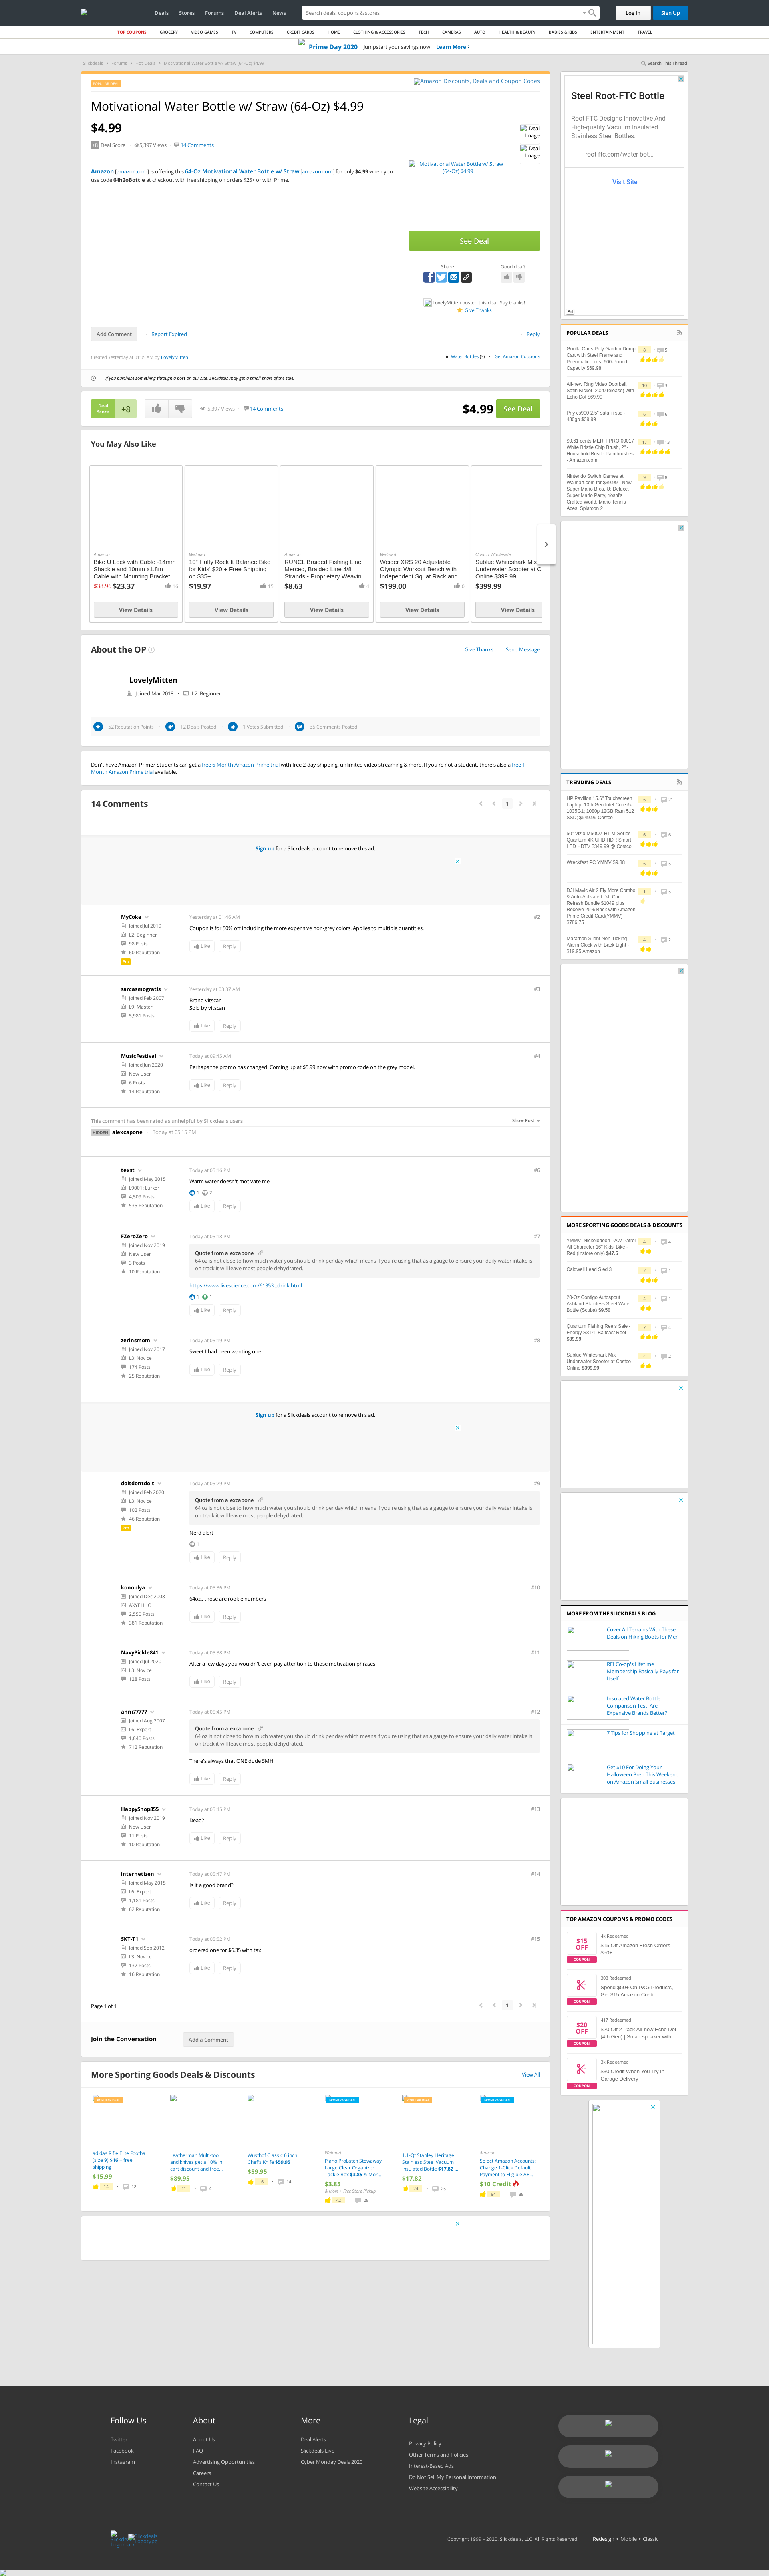 Deals
Stores
Forums
Deal Alerts
News
Search deals, coupons & stores
Log In
Sign Up
TOP COUPONS
GROCERY
VIDEO GAMES
TV
COMPUTERS
CREDIT CARDS
HOME
CLOTHING & ACCESSORIES
TECH
CAMERAS
AUTO
HEALTH & BEAUTY
BABIES & KIDS
ENTERTAINMENT
TRAVEL
Prime Day 2020 Jumpstart your savings now Learn More
Slickdeals > Forums > Hot Deals > Motivational Water Bottle w/ Straw (64-Oz) $4.99
Search This Thread
POPULAR DEAL
Amazon Discounts, Deals and Coupon Codes
Motivational Water Bottle w/ Straw (64-Oz) $4.99
$4.99
+8 Deal Score
5,397 Views
14 Comments
Deal Image
Deal Image
Amazon [amazon.com] is offering this 64-Oz Motivational Water Bottle w/ Straw [amazon.com] for only $4.99 when you
use code 64h2oBottle at checkout with free shipping on orders $25+ or with Prime.
Motivational Water Bottle w/ Straw
(64-Oz) $4.99
See Deal
Share
Good deal?
LovelyMitten posted this deal. Say thanks!
Give Thanks
Add Comment
Report Expired
Reply
Created Yesterday at 01:05 AM by LovelyMitten
in Water Bottles (3)
Get Amazon Coupons
If you purchase something through a post on our site, Slickdeals may get a small share of the sale.
Deal Score +8
5,397 Views
14 Comments
$4.99
See Deal
You May Also Like
Amazon
Bike U Lock with Cable -14mm
Shackle and 10mm x1.8m
Cable with Mounting Bracket...
$38.96 $23.37
16
View Details
Walmart
10" Huffy Rock It Balance Bike
for Kids' $20 + Free Shipping
on $35+
$19.97
15
View Details
Amazon
RUNCL Braided Fishing Line
Merced, Braided Line 4/8
Strands - Proprietary Weavin...
$8.63
4
View Details
Walmart
Weider XRS 20 Adjustable
Olympic Workout Bench with
Independent Squat Rack and...
$199.00
0
View Details
Costco Wholesale
Sublue Whiteshark Mix
Underwater Scooter at C
Online $399.99
$399.99
View Details
About the OP
Give Thanks
Send Message
LovelyMitten
Joined Mar 2018
L2: Beginner
52 Reputation Points
12 Deals Posted
7 Votes Submitted
35 Comments Posted
Don't have Amazon Prime? Students can get a free 6-Month Amazon Prime trial with free 2-day shipping, unlimited video streaming & more. If you're not a student, there's also a free 1-
Month Amazon Prime trial available.
14 Comments
1
Sign up for a Slickdeals account to remove this ad.
MyCoke
Joined Jul 2019
L2: Beginner
98 Posts
60 Reputation
Pro
Yesterday at 01:46 AM
#2
Coupon is for 50% off the including the more expensive non-grey colors. Applies to multiple quantities.
Like
Reply
sarcasmogratis
Joined Feb 2007
L9: Master
5,981 Posts
Yesterday at 03:37 AM
#3
Brand vitscan
Sold by vitscan
Like
Reply
MusicFestival
Joined Jun 2020
New User
6 Posts
14 Reputation
Today at 09:45 AM
#4
Perhaps the promo has changed. Coming up at $5.99 now with promo code on the grey model.
Like
Reply
This comment has been rated as unhelpful by Slickdeals users
Show Post
HIDDEN alexcapone
Today at 05:15 PM
texst
Joined May 2015
L9001: Lurker
4,509 Posts
535 Reputation
Today at 05:16 PM
#6
Warm water doesn't motivate me
1
2
Like
Reply
FZeroZero
Joined Nov 2019
New User
3 Posts
10 Reputation
Today at 05:18 PM
#7
Quote from alexcapone
64 oz is not close to how much water you should drink per day which means if you're using that as a gauge to ensure your daily water intake is
on track it will leave most people dehydrated.
https://www.livescience.com/61353...drink.html
1
1
Like
Reply
zerinsmom
Joined Nov 2017
L3: Novice
174 Posts
25 Reputation
Today at 05:19 PM
#8
Sweet I had been wanting one.
Like
Reply
Sign up for a Slickdeals account to remove this ad.
doitdontdoit
Joined Feb 2020
L3: Novice
102 Posts
46 Reputation
Pro
Today at 05:29 PM
#9
Quote from alexcapone
64 oz is not close to how much water you should drink per day which means if you're using that as a gauge to ensure your daily water intake is
on track it will leave most people dehydrated.
Nerd alert
1
Like
Reply
konoplya
Joined Dec 2008
AXYEHHO
2,550 Posts
381 Reputation
Today at 05:36 PM
#10
64oz.. those are rookie numbers
Like
Reply
NavyPickle841
Joined Jul 2020
L3: Novice
128 Posts
Today at 05:39 PM
#11
After a few days you wouldn't even pay attention to those motivation phrases
Like
Reply
anni77777
Joined Aug 2007
L6: Expert
1,840 Posts
712 Reputation
Today at 05:45 PM
#12
Quote from alexcapone
64 oz is not close to how much water you should drink per day which means if you're using that as a gauge to ensure your daily water intake is
on track it will leave most people dehydrated.
There's always that ONE dude SMH
Like
Reply
HappyShop855
Joined Nov 2019
New User
11 Posts
10 Reputation
Today at 05:45 PM
#13
Dead?
Like
Reply
internetizen
Joined May 2015
L6: Expert
1,181 Posts
62 Reputation
Today at 05:47 PM
#14
Is it a good brand?
Like
Reply
SKT-T1
Joined Sep 2012
L3: Novice
137 Posts
16 Reputation
Today at 05:52 PM
#15
ordered one for $6.35 with tax
Like
Reply
Page 1 of 1
1
Join the Conversation
Add a Comment
More Sporting Goods Deals & Discounts
View All
adidas Rifle Elite Football
(size 9) $16 + free
shipping
$15.99
14
12
Leatherman Multi-tool
and knives get a 10% in
cart discount and free...
$89.95
11
4
Wusthof Classic 6 inch
Chef's Knife $59.95
$59.95
16
14
Walmart
Plano ProLatch Stowaway
Large Clear Organizer
Tackle Box $3.85 & Mor...
$3.85
& More + Free Store Pickup
42
28
1.1-Qt Stanley Heritage
Stainless Steel Vacuum
Insulated Bottle $17.82 ...
$17.82
24
25
Amazon
Select Amazon Accounts:
Change 1-Click Default
Payment to Eligible AE...
$10 Credit
94
88
Steel Root-FTC Bottle
Root-FTC Designs Innovative And
High-quality Vacuum Insulated
Stainless Steel Bottles.
root-ftc.com/water-bot...
Visit Site
Ad
POPULAR DEALS
Gorilla Carts Poly Garden Dump
Cart with Steel Frame and
Pneumatic Tires, 600-Pound
Capacity $69.98
8
5
All-new Ring Video Doorbell,
Satin Nickel (2020 release) with
Echo Dot $69.99
10
3
Pny cs900 2.5" sata iii ssd -
480gb $39.99
6
6
$0.61 cents MERIT PRO 00017
White Bristle Chip Brush, 2" -
Household Bristle Paintbrushes
- Amazon.com
17
13
Nintendo Switch Games at
Walmart.com for $39.99 - New
Super Mario Bros. U: Deluxe,
Super Mario Party, Yoshi's
Crafted World, Mario Tennis
Aces, Splatoon 2
9
8
TRENDING DEALS
HP Pavilion 15.6" Touchscreen
Laptop: 10th Gen Intel Core i5-
1035G1; 1080p 12GB Ram 512
SSD; $549.99 Costco
21
50" Vizio M50Q7-H1 M-Series
Quantum 4K UHD HDR Smart
LED HDTV $349.99 @ Costco
6
Wreckfest PC YMMV $9.88
5
DJI Mavic Air 2 Fly More Combo
& Auto-Activated DJI Care
Refresh Bundle $1049 plus
Receive 25% Back with Amazon
Prime Credit Card(YMMV)
$786.75
1
5
Marathon Silent Non-Ticking
Alarm Clock with Back Light -
$19.95 Amazon
4
2
MORE SPORTING GOODS DEALS & DISCOUNTS
YMMV- Nickelodeon PAW Patrol
All Character 16" Kids' Bike -
Red (Instore only) $47.5
4
4
Caldwell Lead Sled 3
7
1
20-Oz Contigo Autospout
Ashland Stainless Steel Water
Bottle (Scuba) $9.50
4
1
Quantum Fishing Reels Sale -
Energy S3 PT Baitcast Reel
$89.99
7
4
Sublue Whiteshark Mix
Underwater Scooter at Costco
Online $399.99
4
2
MORE FROM THE SLICKDEALS BLOG
Cover All Terrains With These
Deals on Hiking Boots for Men
REI Co-op's Lifetime
Membership Basically Pays for
Itself
Insulated Water Bottle
Comparison Test: Are
Expensive Brands Better?
7 Tips for Shopping at Target
Get $10 For Doing Your
Halloween Prep This Weekend
on Amazon Small Businesses
TOP AMAZON COUPONS & PROMO CODES
$15 OFF
COUPON
4k Redeemed
$15 Off Amazon Fresh Orders
$50+
COUPON
308 Redeemed
Spend $50+ On P&G Products,
Get $15 Amazon Credit
$20 OFF
COUPON
417 Redeemed
$20 Off 2 Pack All-new Echo Dot
(4th Gen) | Smart speaker with...
COUPON
3k Redeemed
$30 Credit When You Try In-
Garage Delivery
Follow Us
Twitter
Facebook
Instagram
About
About Us
FAQ
Advertising Opportunities
Careers
Contact Us
More
Deal Alerts
Slickdeals Live
Cyber Monday Deals 2020
Legal
Privacy Policy
Other Terms and Policies
Interest-Based Ads
Do Not Sell My Personal Information
Website Accessibility
Copyright 1999 – 2020. Slickdeals, LLC. All Rights Reserved.
Redesign • Mobile • Classic